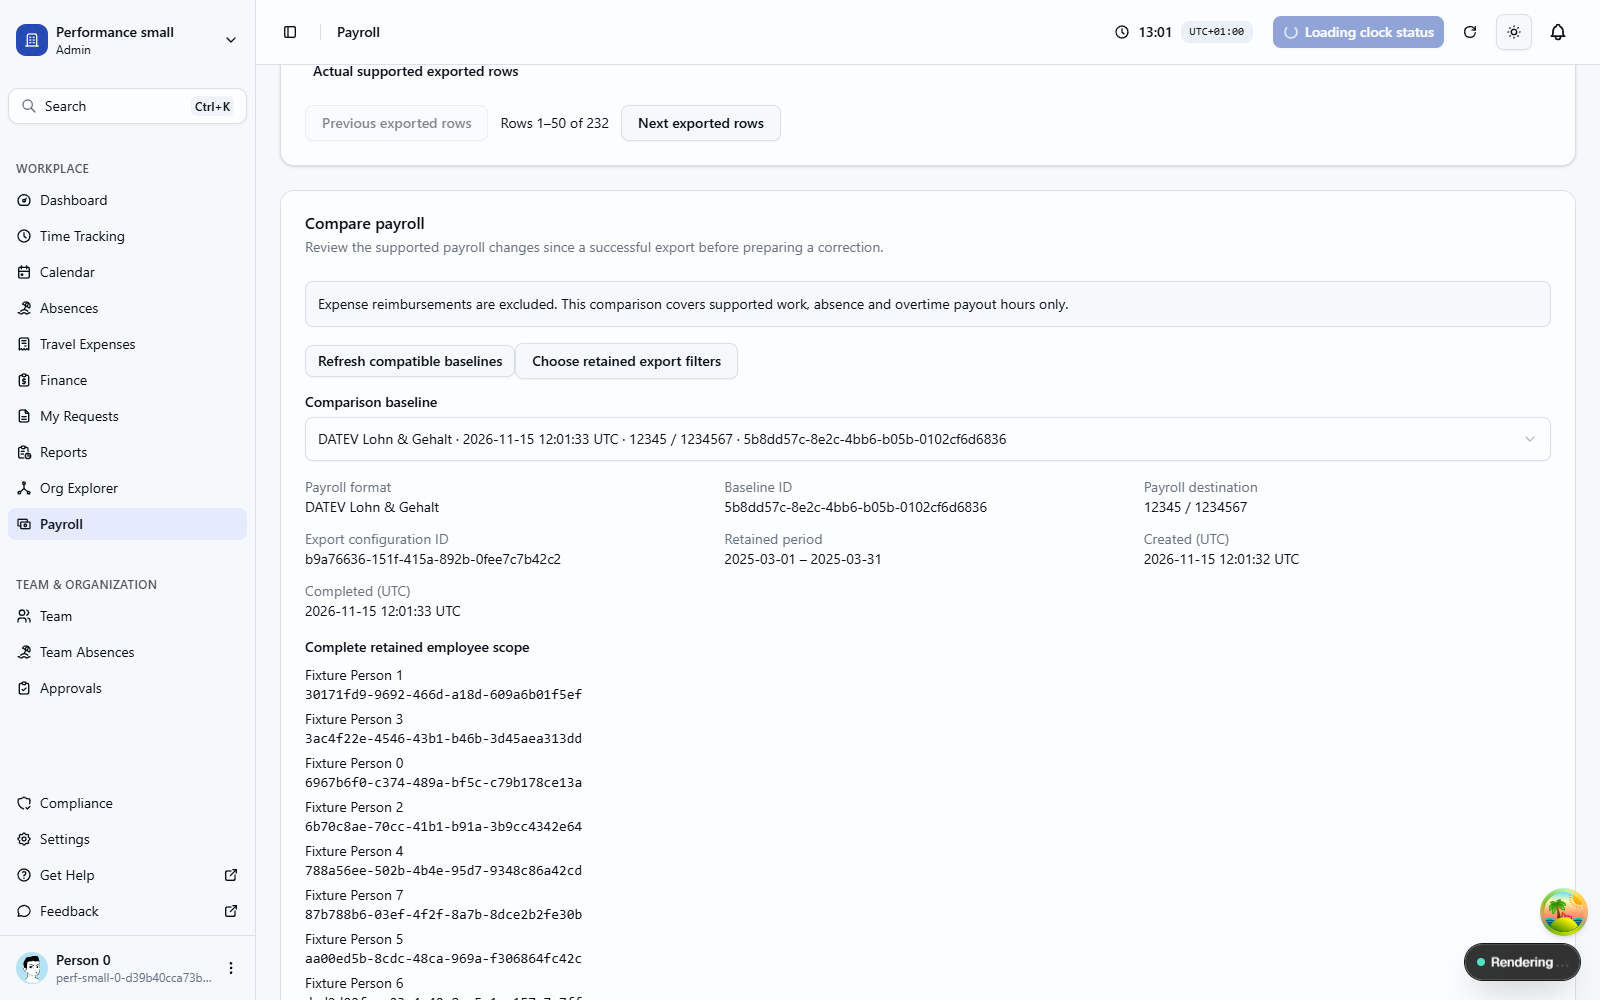 Performance small
Admin
Search
Ctrl+K
WORKPLACE
Dashboard
Time Tracking
Calendar
Absences
Travel Expenses
Finance
My Requests
Reports
Org Explorer
Payroll
TEAM & ORGANIZATION
Team
Team Absences
Approvals
Compliance
Settings
Get Help
Feedback
Person 0
perf-small-0-d39b40cca73b...
Payroll
13:01
UTC+01:00
Loading clock status
Actual supported exported rows
Previous exported rows
Rows 1–50 of 232
Next exported rows
Compare payroll
Review the supported payroll changes since a successful export before preparing a correction.
Expense reimbursements are excluded. This comparison covers supported work, absence and overtime payout hours only.
Refresh compatible baselines
Choose retained export filters
Comparison baseline
DATEV Lohn & Gehalt · 2026-11-15 12:01:33 UTC · 12345 / 1234567 · 5b8dd57c-8e2c-4bb6-b05b-0102cf6d6836
Payroll format
DATEV Lohn & Gehalt
Baseline ID
5b8dd57c-8e2c-4bb6-b05b-0102cf6d6836
Payroll destination
12345 / 1234567
Export configuration ID
b9a76636-151f-415a-892b-0fee7c7b42c2
Retained period
2025-03-01 – 2025-03-31
Created (UTC)
2026-11-15 12:01:32 UTC
Completed (UTC)
2026-11-15 12:01:33 UTC
Complete retained employee scope
Fixture Person 1
30171fd9-9692-466d-a18d-609a6b01f5ef
Fixture Person 3
3ac4f22e-4546-43b1-b46b-3d45aea313dd
Fixture Person 0
6967b6f0-c374-489a-bf5c-c79b178ce13a
Fixture Person 2
6b70c8ae-70cc-41b1-b91a-3b9cc4342e64
Fixture Person 4
788a56ee-502b-4b4e-95d7-9348c86a42cd
Fixture Person 7
87b788b6-03ef-4f2f-8a7b-8dce2b2fe30b
Fixture Person 5
aa00ed5b-8cdc-48ca-969a-f306864fc42c
Fixture Person 6
Rendering...